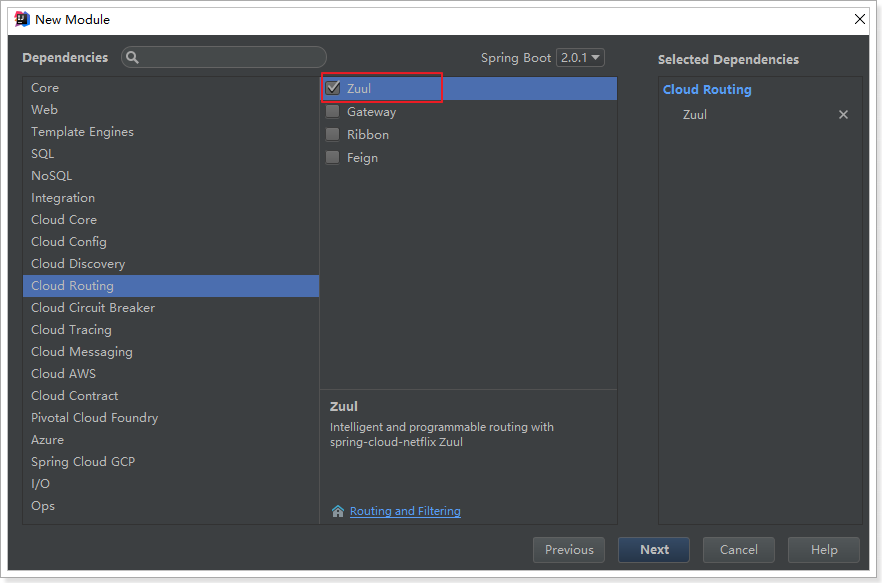 New Module
Dependencies
Spring Boot 2.0.1
Selected Dependencies
Core
Web
Template Engines
SQL
NoSQL
Integration
Cloud Core
Cloud Config
Cloud Discovery
Cloud Routing
Cloud Circuit Breaker
Cloud Tracing
Cloud Messaging
Cloud AWS
Cloud Contract
Pivotal Cloud Foundry
Azure
Spring Cloud GCP
I/O
Ops
Zuul
Gateway
Ribbon
Feign
Zuul
Intelligent and programmable routing with
spring-cloud-netflix Zuul
Routing and Filtering
Cloud Routing
Zuul
Previous
Next
Cancel
Help